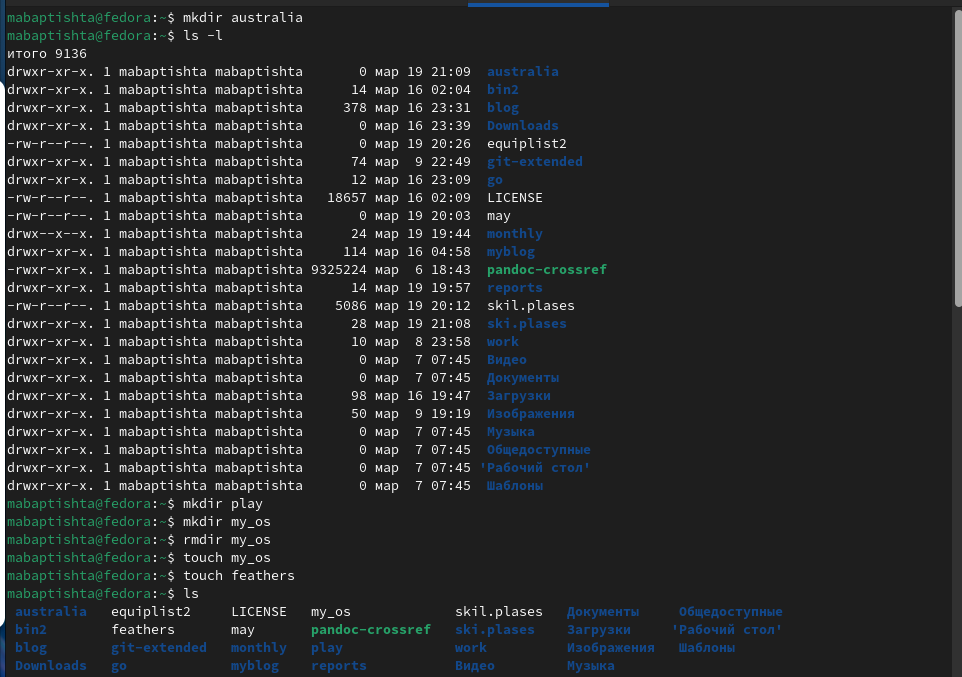 mabaptishta@fedora:~$ mkdir australia
mabaptishta@fedora:~$ ls -l
итого 9136
drwxr-xr-x. 1 mabaptishta mabaptishta       0 мар 19 21:09  australia
drwxr-xr-x. 1 mabaptishta mabaptishta      14 мар 16 02:04  bin2
drwxr-xr-x. 1 mabaptishta mabaptishta     378 мар 16 23:31  blog
drwxr-xr-x. 1 mabaptishta mabaptishta       0 мар 16 23:39  Downloads
-rw-r--r--. 1 mabaptishta mabaptishta       0 мар 19 20:26  equiplist2
drwxr-xr-x. 1 mabaptishta mabaptishta      74 мар  9 22:49  git-extended
drwxr-xr-x. 1 mabaptishta mabaptishta      12 мар 16 23:09  go
-rw-r--r--. 1 mabaptishta mabaptishta   18657 мар 16 02:09  LICENSE
-rw-r--r--. 1 mabaptishta mabaptishta       0 мар 19 20:03  may
drwx--x--x. 1 mabaptishta mabaptishta      24 мар 19 19:44  monthly
drwxr-xr-x. 1 mabaptishta mabaptishta     114 мар 16 04:58  myblog
-rwxr-xr-x. 1 mabaptishta mabaptishta 9325224 мар  6 18:43  pandoc-crossref
drwxr-xr-x. 1 mabaptishta mabaptishta      14 мар 19 19:57  reports
-rw-r--r--. 1 mabaptishta mabaptishta    5086 мар 19 20:12  skil.plases
drwxr-xr-x. 1 mabaptishta mabaptishta      28 мар 19 21:08  ski.plases
drwxr-xr-x. 1 mabaptishta mabaptishta      10 мар  8 23:58  work
drwxr-xr-x. 1 mabaptishta mabaptishta       0 мар  7 07:45  Видео
drwxr-xr-x. 1 mabaptishta mabaptishta       0 мар  7 07:45  Документы
drwxr-xr-x. 1 mabaptishta mabaptishta      98 мар 16 19:47  Загрузки
drwxr-xr-x. 1 mabaptishta mabaptishta      50 мар  9 19:19  Изображения
drwxr-xr-x. 1 mabaptishta mabaptishta       0 мар  7 07:45  Музыка
drwxr-xr-x. 1 mabaptishta mabaptishta       0 мар  7 07:45  Общедоступные
drwxr-xr-x. 1 mabaptishta mabaptishta       0 мар  7 07:45 'Рабочий стол'
drwxr-xr-x. 1 mabaptishta mabaptishta       0 мар  7 07:45  Шаблоны
mabaptishta@fedora:~$ mkdir play
mabaptishta@fedora:~$ mkdir my_os
mabaptishta@fedora:~$ rmdir my_os
mabaptishta@fedora:~$ touch my_os
mabaptishta@fedora:~$ touch feathers
mabaptishta@fedora:~$ ls
 australia   equiplist2     LICENSE   my_os             skil.plases   Документы     Общедоступные
 bin2        feathers       may       pandoc-crossref   ski.plases    Загрузки     'Рабочий стол'
 blog        git-extended   monthly   play              work          Изображения   Шаблоны
 Downloads   go             myblog    reports           Видео         Музыка